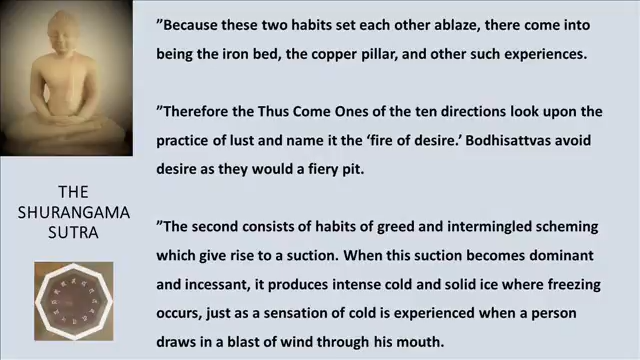 ”Because these two habits set each other ablaze, there come into
being the iron bed, the copper pillar, and other such experiences.
”Therefore the Thus Come Ones of the ten directions look upon the
practice of lust and name it the ‘fire of desire.’ Bodhisattvas avoid
desire as they would a fiery pit.
”The second consists of habits of greed and intermingled scheming
which give rise to a suction. When this suction becomes dominant
and incessant, it produces intense cold and solid ice where freezing
occurs, just as a sensation of cold is experienced when a person
draws in a blast of wind through his mouth.
THE
SHURANGAMA
SUTRA